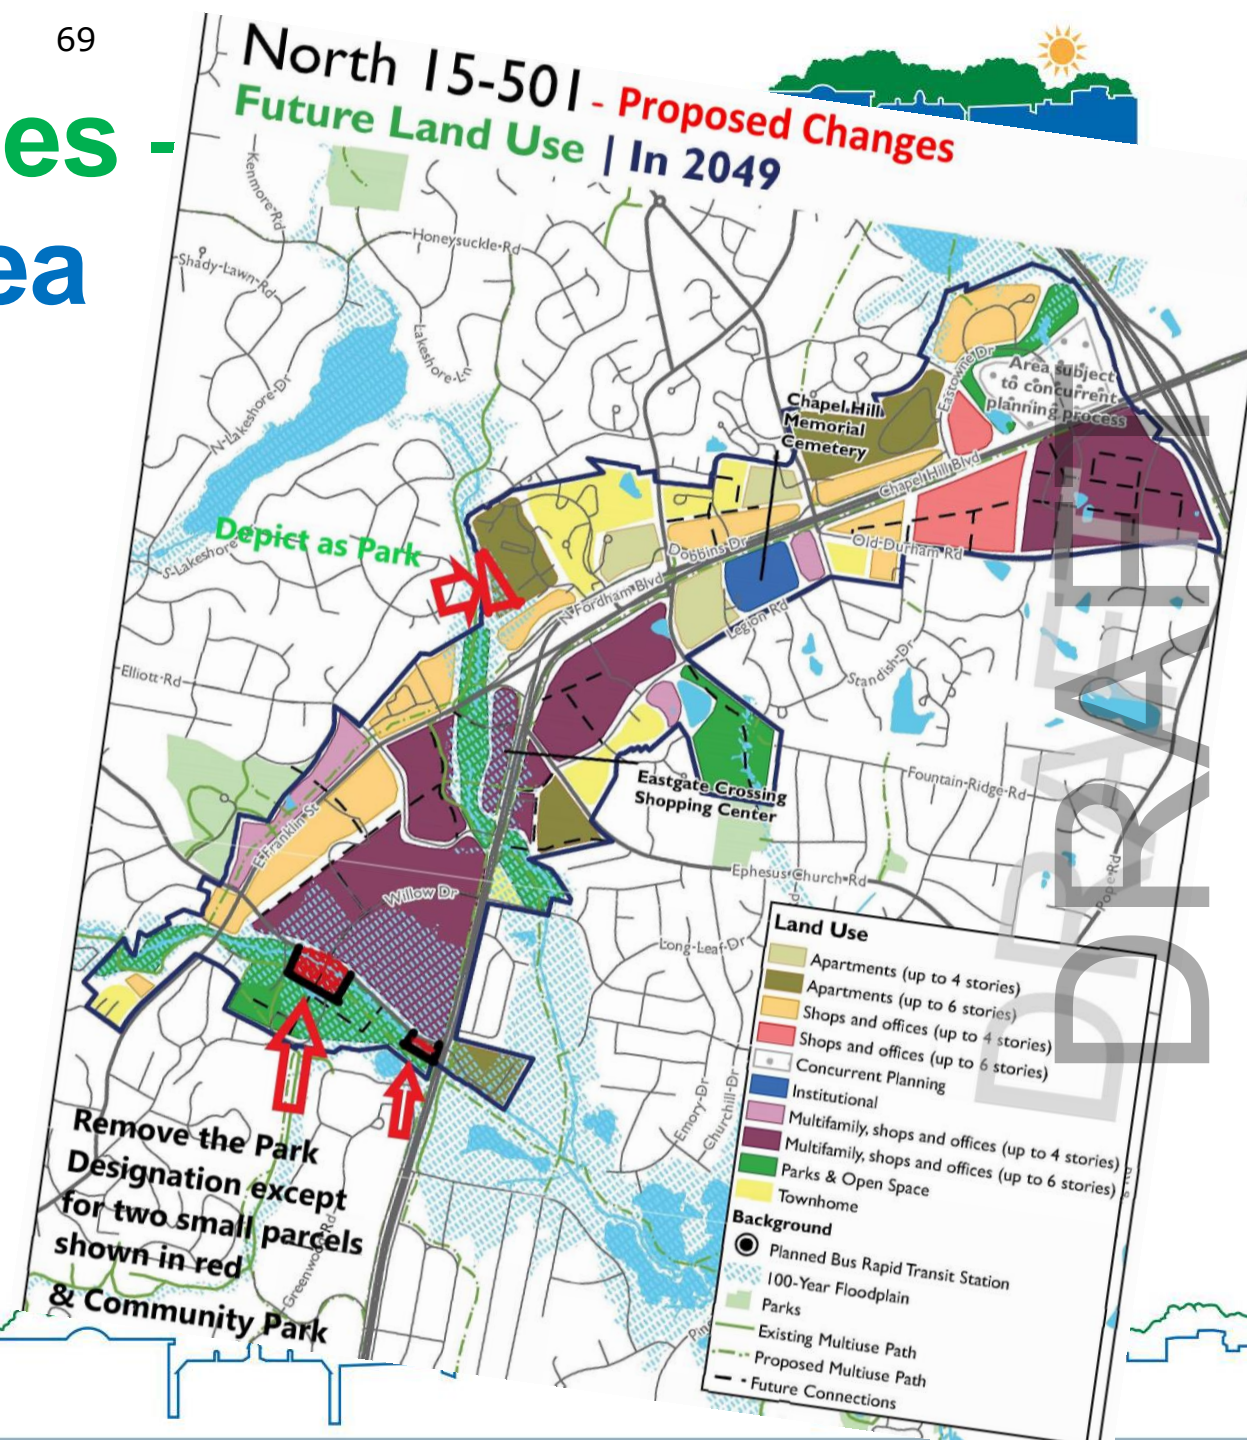 69
es -
ea
North 15-501 - Proposed Changes
Future Land Use | In 2049
Kenmore-Rd
Honeysuckle-Rd
Shady-Lawn-Rd
Lakeshore-Ln
N-Lakeshore-Dr
Eastowne Dr
Area subject
to concurrent
planning process
Chapel Hill
Memorial
Cemetery
Chapel Hill Blvd
Depict as Park
S-Lakeshore
Dobbins Dr
Old-Durham Rd
N Fordham Blvd
Legion Rd
Standish-Dr
Elliott-Rd
Eastgate Crossing
Shopping Center
Fountain-Ridge-Rd
E Franklin St
Willow Dr
Ephesus-Church-Rd
Pope-Rd
Long-Leaf-Dr
Emory-Dr
Churchill-Dr
Remove the Park
Designation except
for two small parcels
shown in red
& Community Park
Greenwood-Rd
DRAFT
DRAFT
Land Use
Apartments (up to 4 stories)
Apartments (up to 6 stories)
Shops and offices (up to 4 stories)
Shops and offices (up to 6 stories)
Concurrent Planning
Institutional
Multifamily, shops and offices (up to 4 stories)
Multifamily, shops and offices (up to 6 stories)
Parks & Open Space
Townhome
Background
Planned Bus Rapid Transit Station
100-Year Floodplain
Parks
Existing Multiuse Path
Proposed Multiuse Path
Future Connections